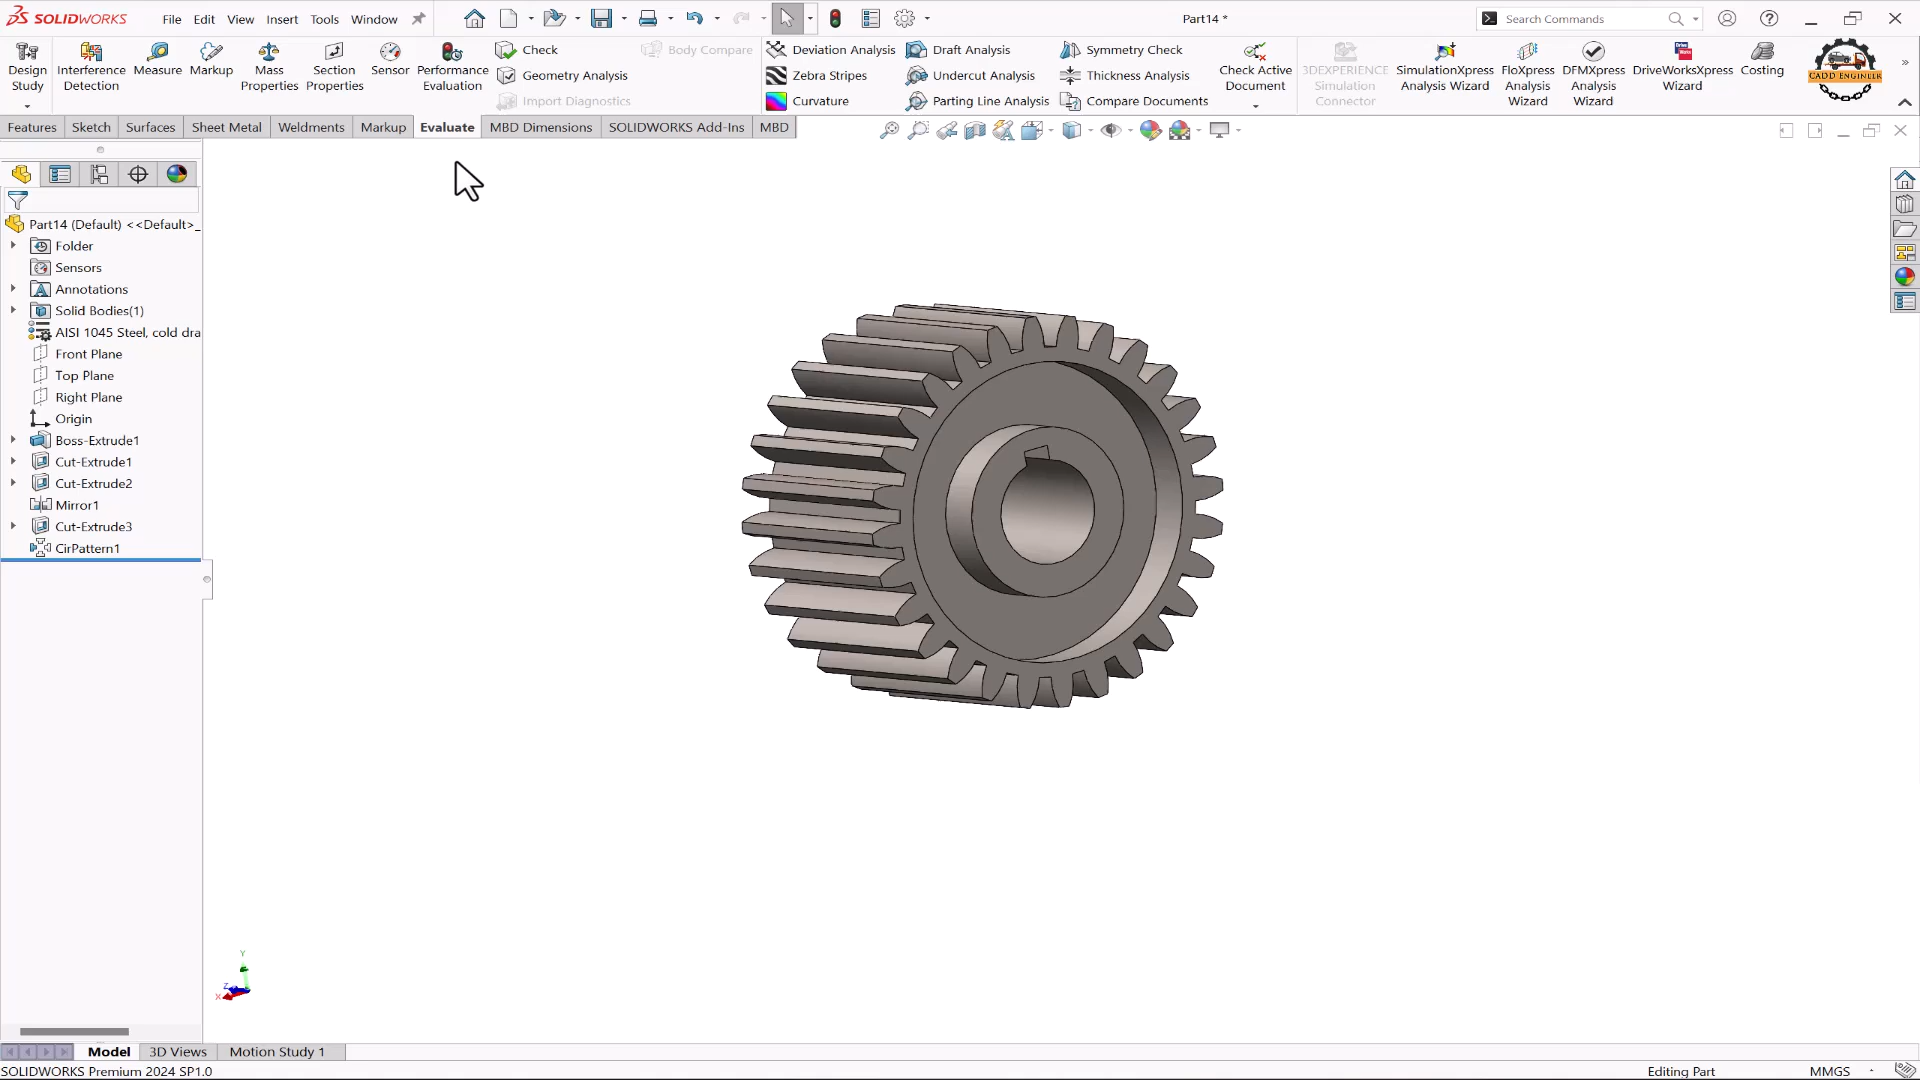 SOLIDWORKS File Edit View Insert Tools Window Part14 * Search Commands
Design Study
Interference Detection
Measure
Markup
Mass Properties
Section Properties
Sensor
Performance Evaluation
Check
Geometry Analysis
Import Diagnostics
Body Compare
Deviation Analysis
Zebra Stripes
Curvature
Draft Analysis
Undercut Analysis
Parting Line Analysis
Symmetry Check
Thickness Analysis
Compare Documents
Check Active Document
3DEXPERIENCE Simulation Connector
SimulationXpress Analysis Wizard
FloXpress Analysis Wizard
DFMXpress Analysis Wizard
DriveWorksXpress Wizard
Costing
CADD ENGINEER
Features Sketch Surfaces Sheet Metal Weldments Markup Evaluate MBD Dimensions SOLIDWORKS Add-Ins MBD
Part14 (Default) <<Default>_
Folder
Sensors
Annotations
Solid Bodies(1)
AISI 1045 Steel, cold dra
Front Plane
Top Plane
Right Plane
Origin
Boss-Extrude1
Cut-Extrude1
Cut-Extrude2
Mirror1
Cut-Extrude3
CirPattern1
Y
Z
X
Model 3D Views Motion Study 1
SOLIDWORKS Premium 2024 SP1.0 Editing Part MMGS